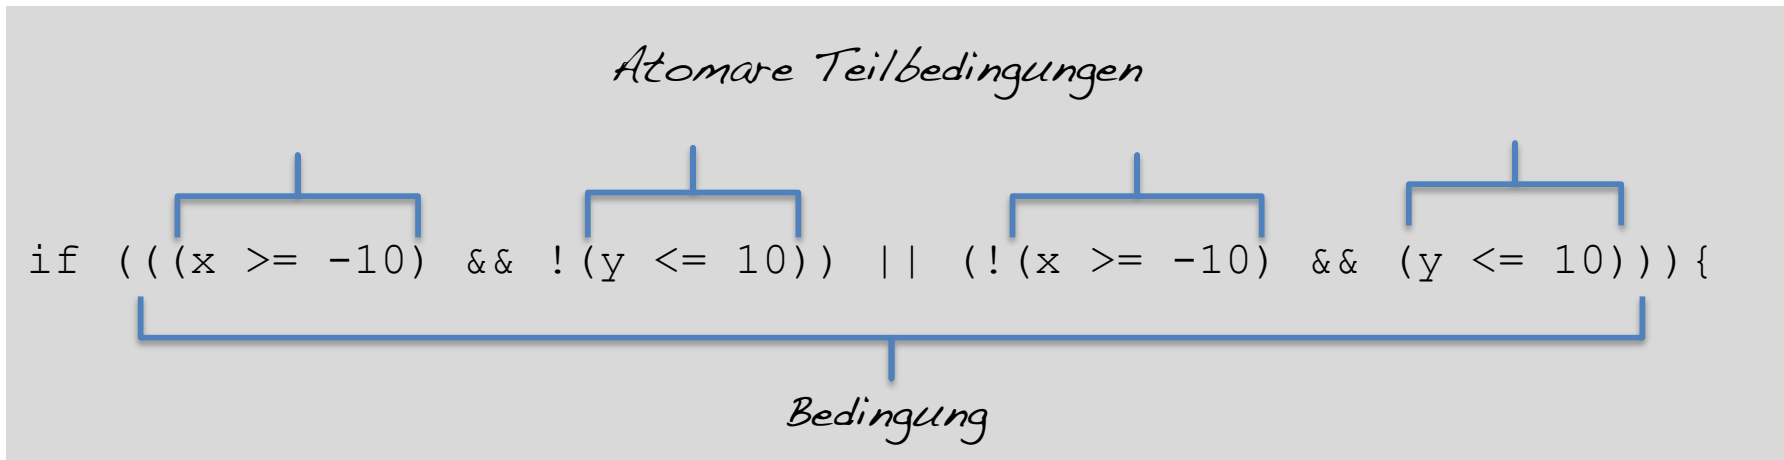 Atomare Teilbedingungen
if (((x >= -10) && !(y <= 10)) || (!(x >= -10) && (y <= 10))){
Bedingung